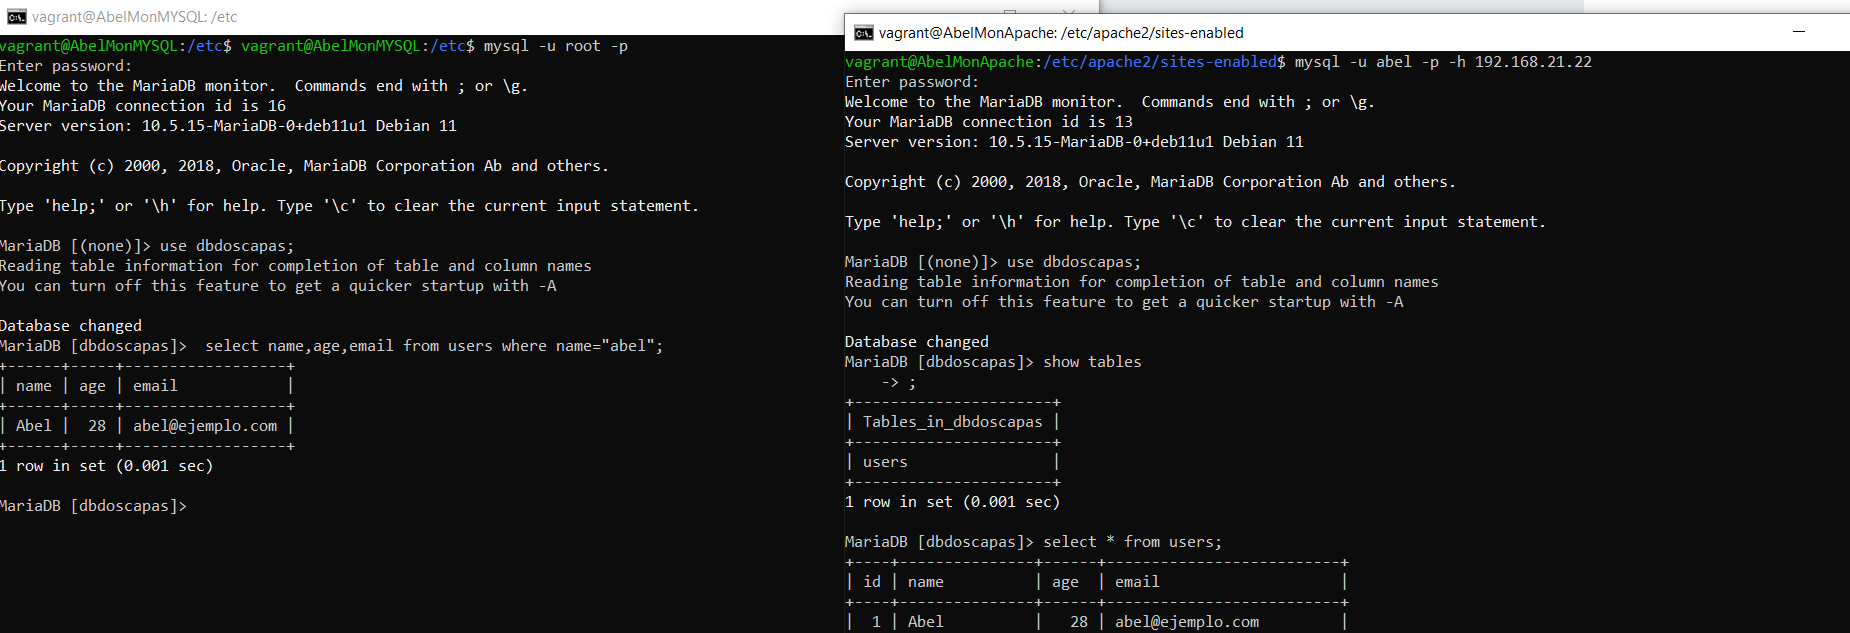 vagrant@AbelMonMYSQL: /etc
vagrant@AbelMonMYSQL:/etc$ vagrant@AbelMonMYSQL:/etc$ mysql -u root -p
Enter password:
Welcome to the MariaDB monitor.  Commands end with ; or \g.
Your MariaDB connection id is 16
Server version: 10.5.15-MariaDB-0+deb11u1 Debian 11

Copyright (c) 2000, 2018, Oracle, MariaDB Corporation Ab and others.

Type 'help;' or '\h' for help. Type '\c' to clear the current input statement.

MariaDB [(none)]> use dbdoscapas;
Reading table information for completion of table and column names
You can turn off this feature to get a quicker startup with -A

Database changed
MariaDB [dbdoscapas]>  select name,age,email from users where name="abel";
+------+-----+------------------+
| name | age | email            |
+------+-----+------------------+
| Abel |  28 | abel@ejemplo.com |
+------+-----+------------------+
1 row in set (0.001 sec)

MariaDB [dbdoscapas]>

vagrant@AbelMonApache: /etc/apache2/sites-enabled
vagrant@AbelMonApache:/etc/apache2/sites-enabled$ mysql -u abel -p -h 192.168.21.22
Enter password:
Welcome to the MariaDB monitor.  Commands end with ; or \g.
Your MariaDB connection id is 13
Server version: 10.5.15-MariaDB-0+deb11u1 Debian 11

Copyright (c) 2000, 2018, Oracle, MariaDB Corporation Ab and others.

Type 'help;' or '\h' for help. Type '\c' to clear the current input statement.

MariaDB [(none)]> use dbdoscapas;
Reading table information for completion of table and column names
You can turn off this feature to get a quicker startup with -A

Database changed
MariaDB [dbdoscapas]> show tables
    -> ;
+----------------------+
| Tables_in_dbdoscapas |
+----------------------+
| users                |
+----------------------+
1 row in set (0.001 sec)

MariaDB [dbdoscapas]> select * from users;
+----+---------------+------+--------------------------+
| id | name          | age  | email                    |
+----+---------------+------+--------------------------+
|  1 | Abel          |   28 | abel@ejemplo.com         |